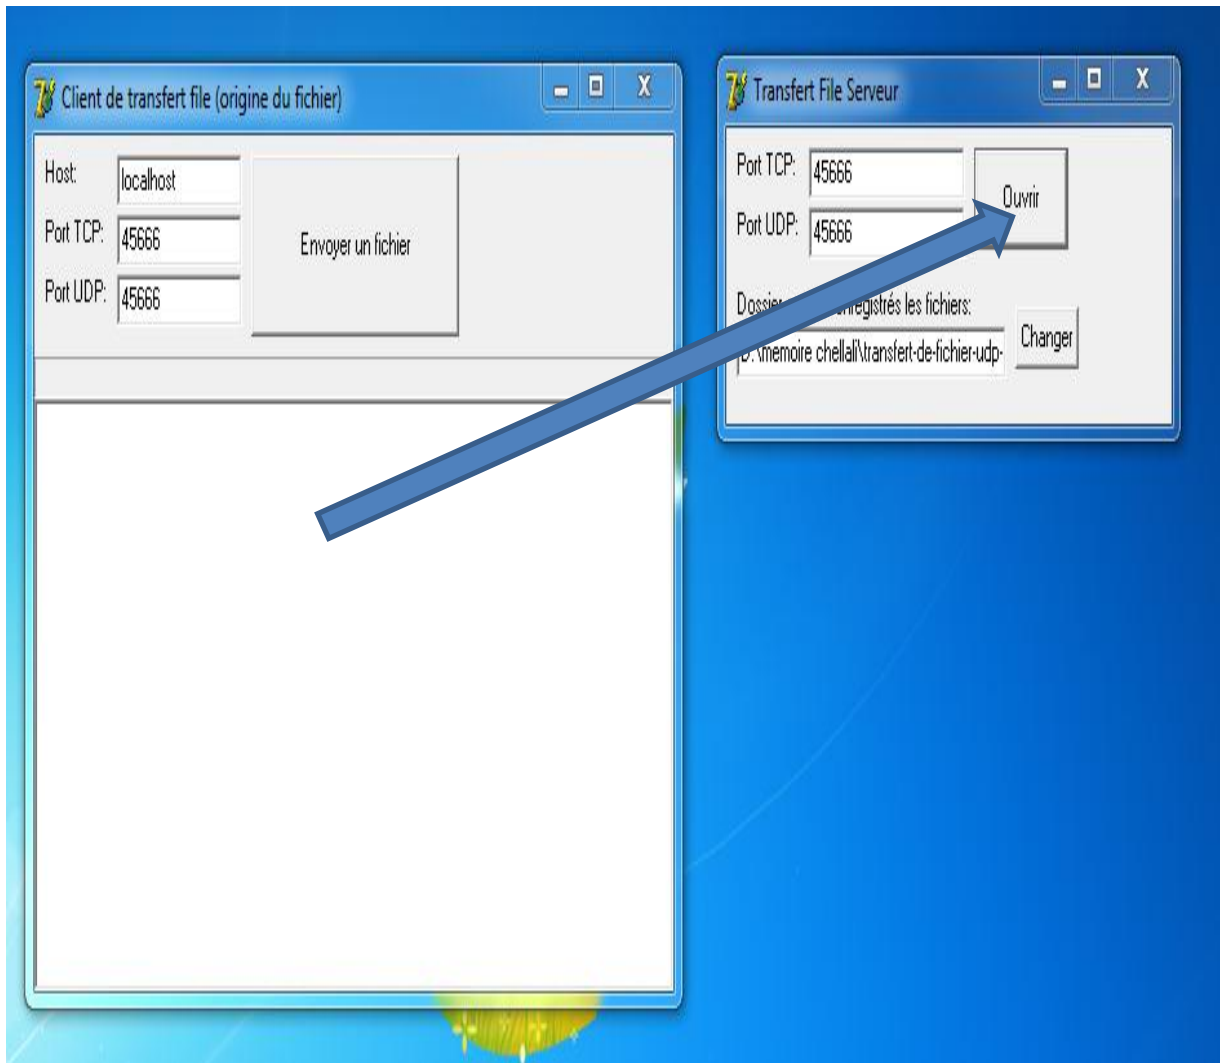 Client de transfert file (origine du fichier)
Host:
localhost
Port TCP:
45666
Port UDP:
45666
Envoyer un fichier
Transfert File Serveur
Port TCP:
45666
Port UDP:
45666
Ouvrir
Dossier
les fichiers:
D:\memoire chellali\transfert-de-fichier-udp-
Changer